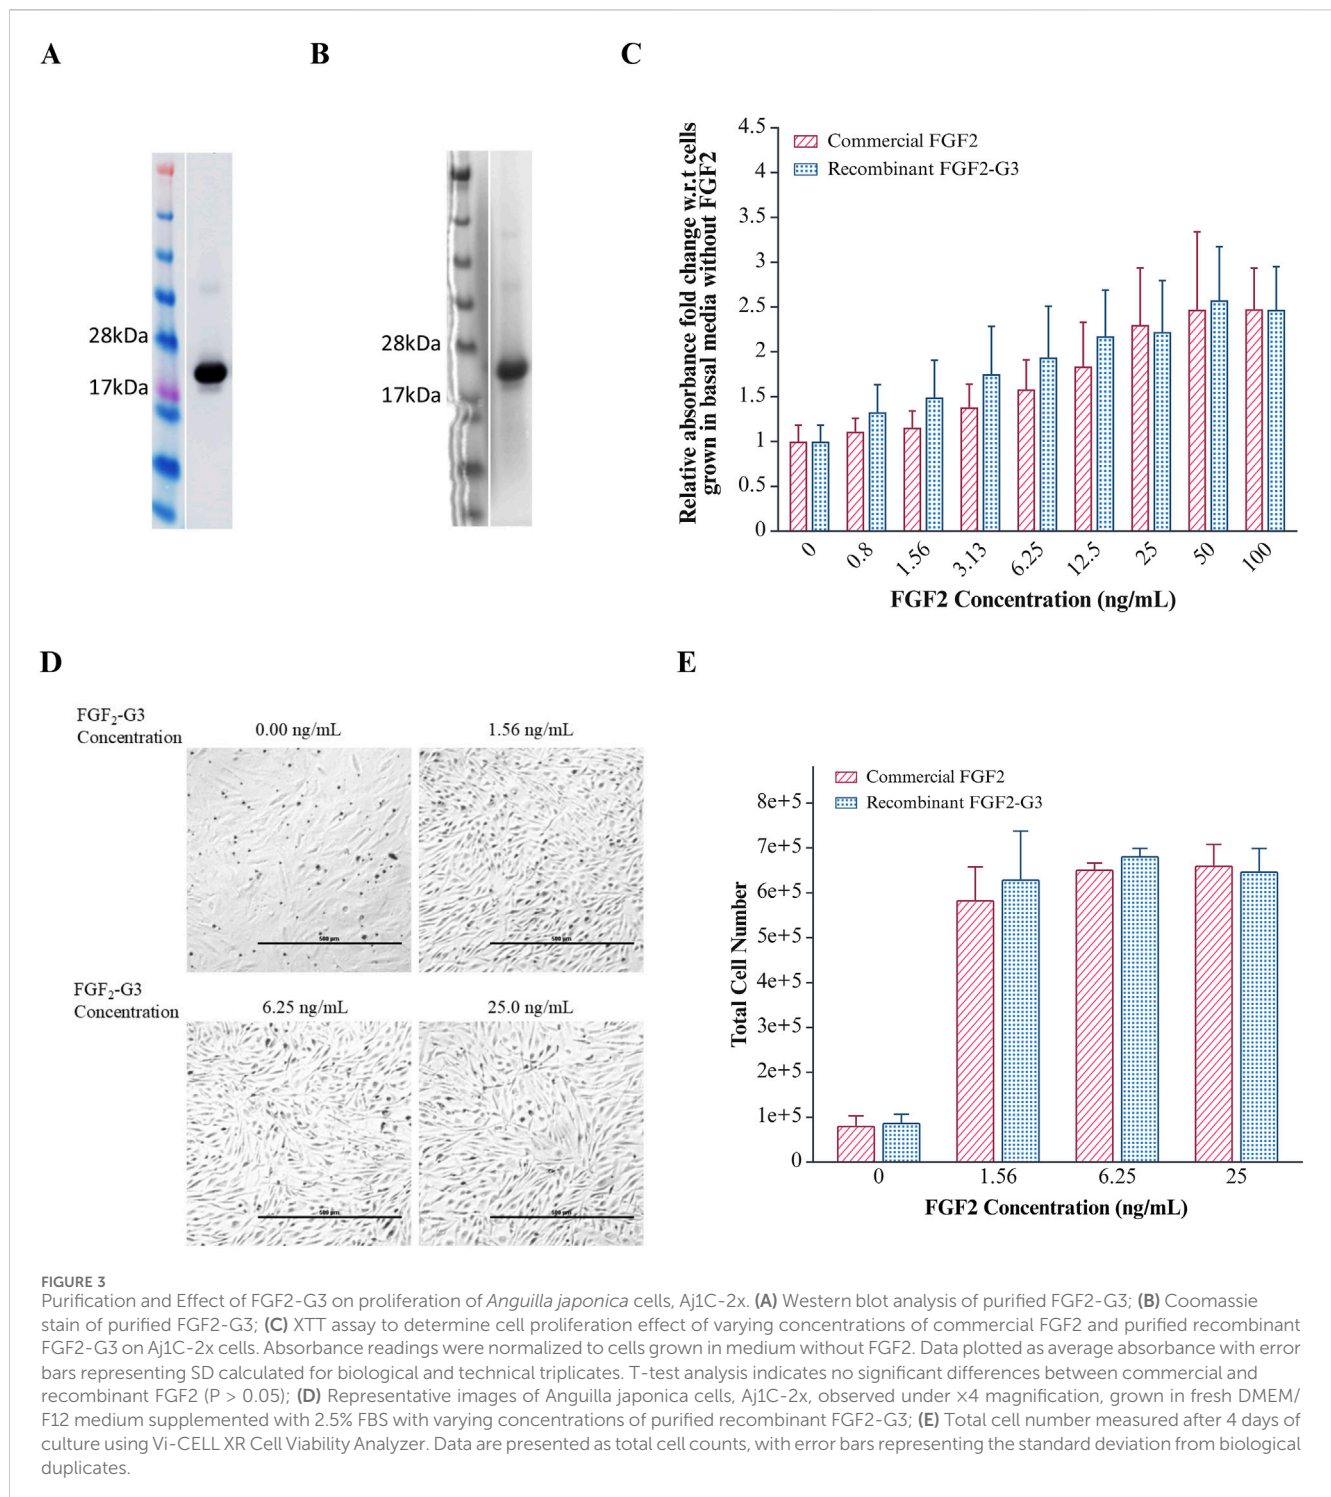 A
B
C
28kDa
17kDa
28kDa
17kDa
Relative absorbance fold change w.r.t cells
grown in basal media without FGF2
4.5
4
3.5
3
2.5
2
1.5
1
0.5
0
Commercial FGF2
Recombinant FGF2-G3
0
0.8
1.56
3.13
6.25
12.5
25
50
100
FGF2 Concentration (ng/mL)
D
FGF2-G3
Concentration
0.00 ng/mL
1.56 ng/mL
500 μm
500 μm
FGF2-G3
Concentration
6.25 ng/mL
25.0 ng/mL
500 μm
500 μm
E
Total Cell Number
8e+5
7e+5
6e+5
5e+5
4e+5
3e+5
2e+5
1e+5
0
Commercial FGF2
Recombinant FGF2-G3
0
1.56
6.25
25
FGF2 Concentration (ng/mL)
FIGURE 3
Purification and Effect of FGF2-G3 on proliferation of Anguilla japonica cells, Aj1C-2x. (A) Western blot analysis of purified FGF2-G3; (B) Coomassie
stain of purified FGF2-G3; (C) XTT assay to determine cell proliferation effect of varying concentrations of commercial FGF2 and purified recombinant
FGF2-G3 on Aj1C-2x cells. Absorbance readings were normalized to cells grown in medium without FGF2. Data plotted as average absorbance with error
bars representing SD calculated for biological and technical triplicates. T-test analysis indicates no significant differences between commercial and
recombinant FGF2 (P > 0.05); (D) Representative images of Anguilla japonica cells, Aj1C-2x, observed under ×4 magnification, grown in fresh DMEM/
F12 medium supplemented with 2.5% FBS with varying concentrations of purified recombinant FGF2-G3; (E) Total cell number measured after 4 days of
culture using Vi-CELL XR Cell Viability Analyzer. Data are presented as total cell counts, with error bars representing the standard deviation from biological
duplicates.